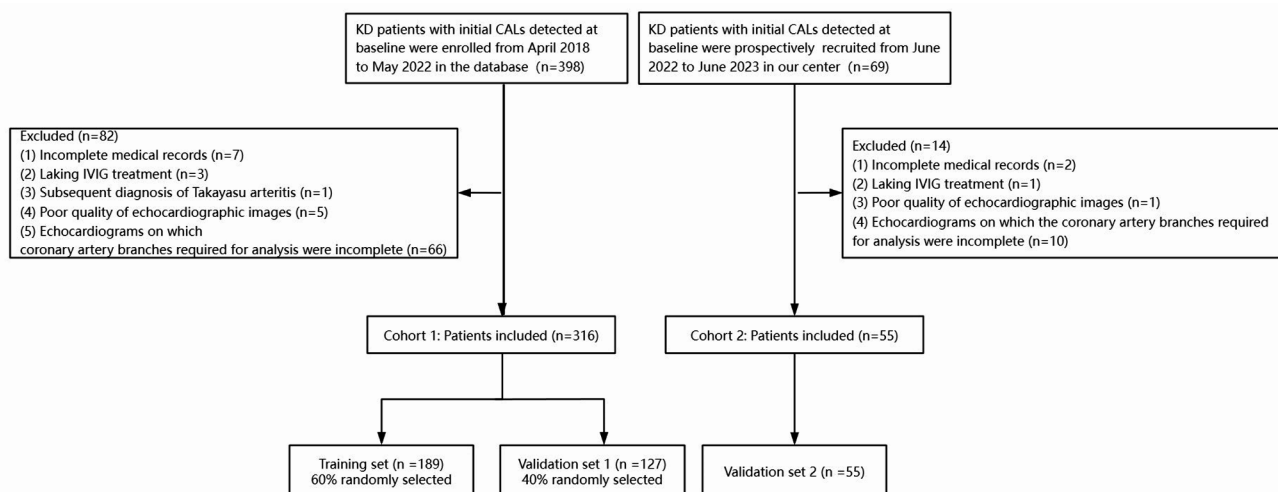 KD patients with initial CALs detected at
baseline were enrolled from April 2018
to May 2022 in the database (n=398)
KD patients with initial CALs detected at
baseline were prospectively recruited from June
2022 to June 2023 in our center (n=69)
Excluded (n=82)
(1) Incomplete medical records (n=7)
(2) Laking IVIG treatment (n=3)
(3) Subsequent diagnosis of Takayasu arteritis (n=1)
(4) Poor quality of echocardiographic images (n=5)
(5) Echocardiograms on which
coronary artery branches required for analysis were incomplete (n=66)
Excluded (n=14)
(1) Incomplete medical records (n=2)
(2) Laking IVIG treatment (n=1)
(3) Poor quality of echocardiographic images (n=1)
(4) Echocardiograms on which the coronary artery branches required
for analysis were incomplete (n=10)
Cohort 1: Patients included (n=316)
Cohort 2: Patients included (n=55)
Training set (n =189)
60% randomly selected
Validation set 1 (n =127)
40% randomly selected
Validation set 2 (n =55)